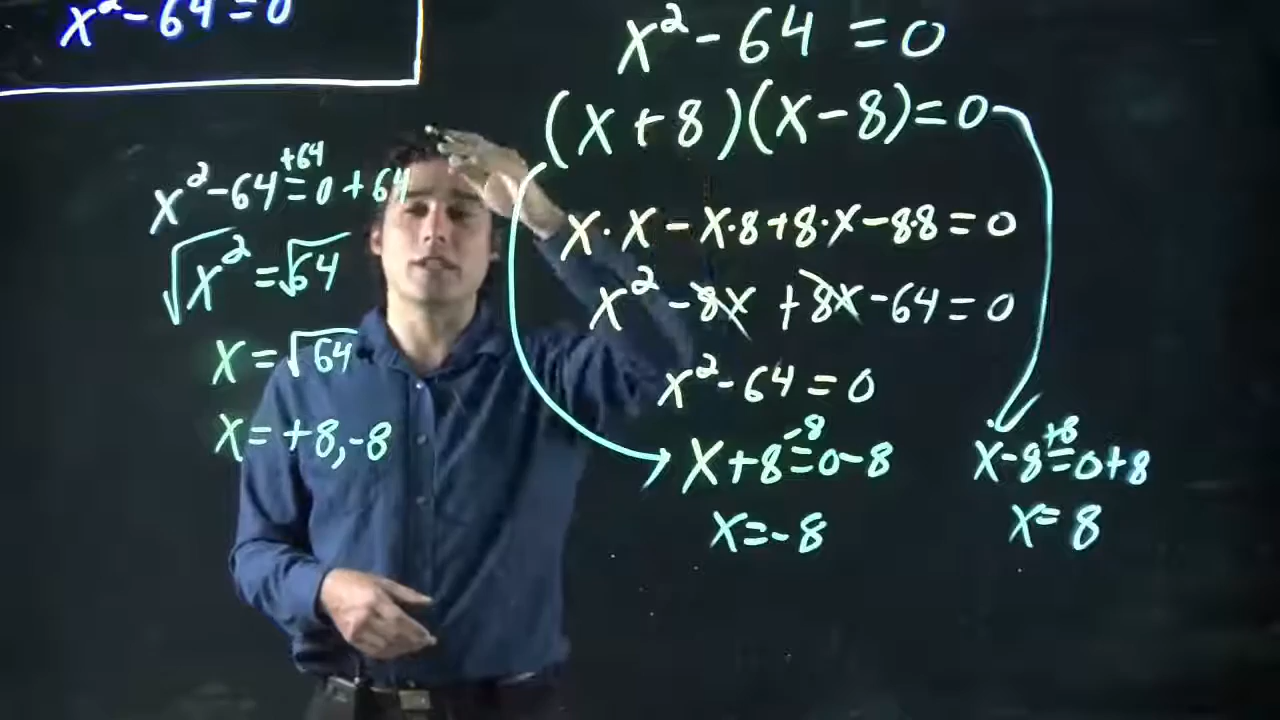 x²-64=0
x²-64=0+64
+64
√x²=√64
x=√64
x=+8,-8
x²-64=0
(x+8)(x-8)=0
x·x-x·8+8·x-8·8=0
x²-8x+8x-64=0
x²-64=0
-8
x+8=0-8
x=-8
+8
x-8=0+8
x=8